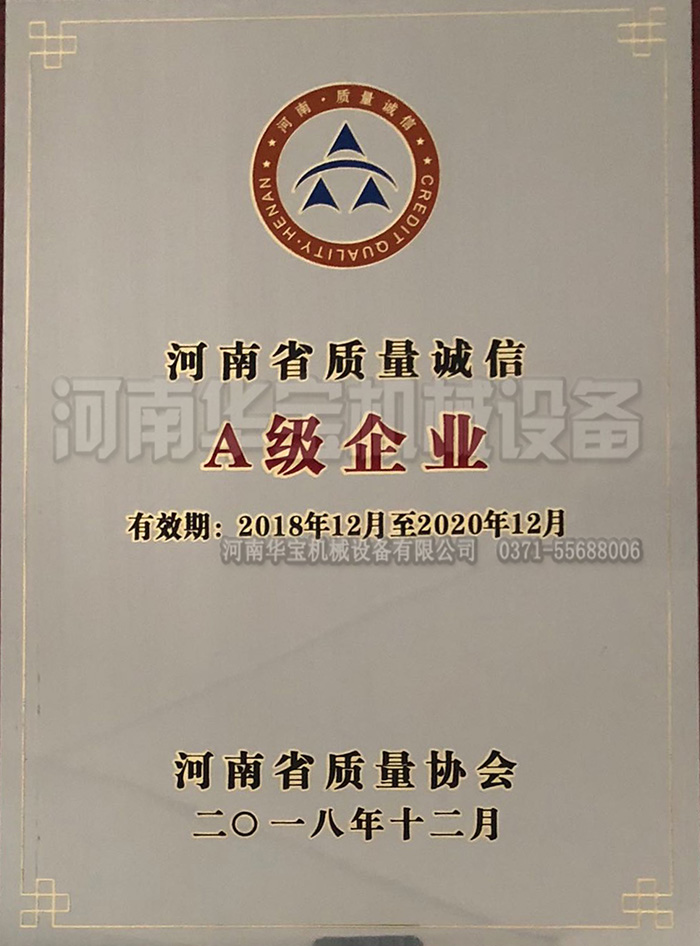 河南·质量诚信
CREDIT QUALITY·HENAN
河南省质量诚信
河南华宝机械设备
A级企业
有效期：2018年12月至2020年12月
河南华宝机械设备有限公司 0371-55688006
河南省质量协会
二〇一八年十二月